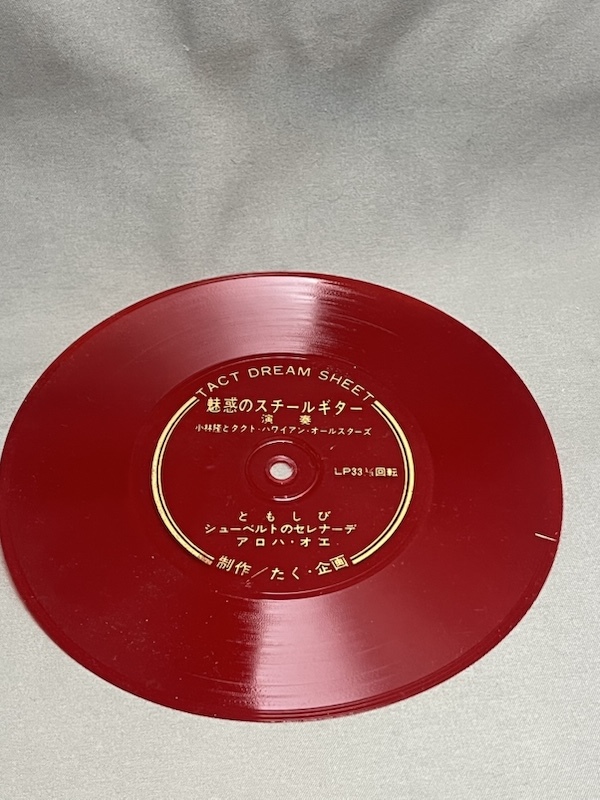 TACT DREAM SHEET
魅惑のスチールギター
演奏
小林隆とタクト・ハワイアン・オールスターズ
LP33⅓回転
ともしび
シューベルトのセレナーデ
アロハ・オエ
制作/たく・企画